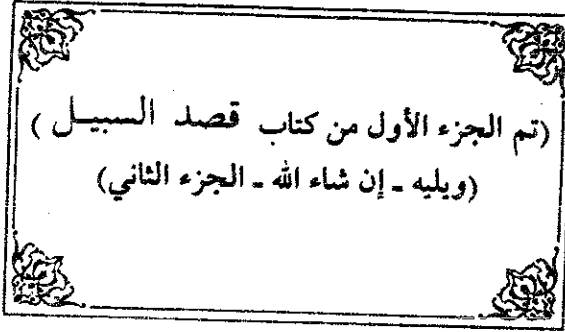 (تم الجزء الأول من كتاب قصد السبيل)
(ويليه - إن شاء الله - الجزء الثاني)